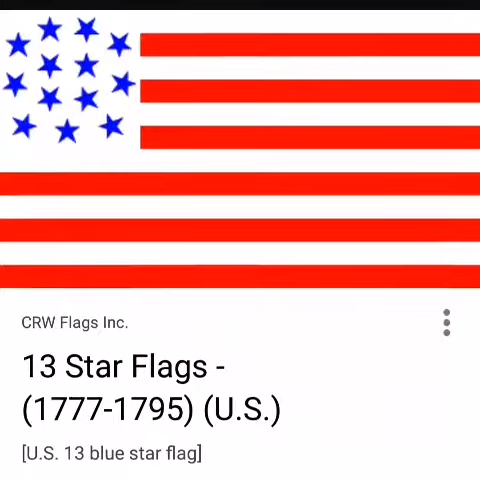 CRW Flags Inc.
13 Star Flags -
(1777-1795) (U.S.)
[U.S. 13 blue star flag]